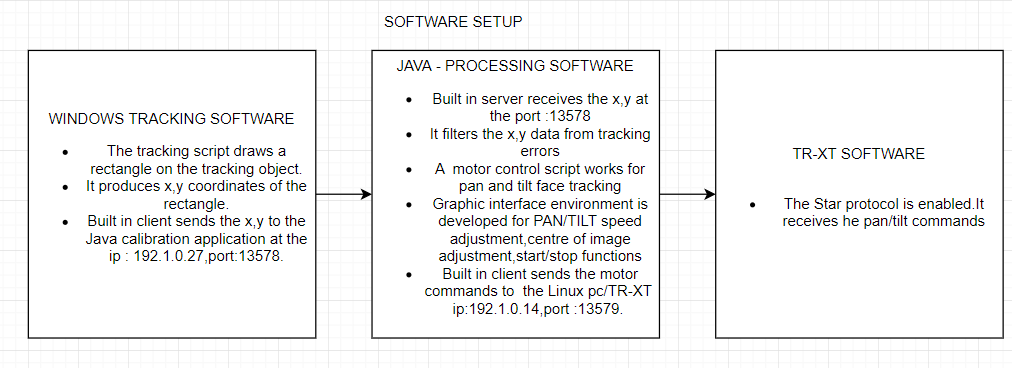 SOFTWARE SETUP
WINDOWS TRACKING SOFTWARE
• The tracking script draws a
rectangle on the tracking object.
• It produces x,y coordinates of the
rectangle.
• Built in client sends the x,y to the
Java calibration application at the
ip : 192.1.0.27,port:13578.
JAVA - PROCESSING SOFTWARE
• Built in server receives the x,y at
the port :13578
• It filters the x,y data from tracking
errors
• A motor control script works for
pan and tilt face tracking
• Graphic interface environment is
developed for PAN/TILT speed
adjustment,centre of image
adjustment,start/stop functions
• Built in client sends the motor
commands to the Linux pc/TR-XT
ip:192.1.0.14,port :13579.
TR-XT SOFTWARE
• The Star protocol is enabled.It
receives he pan/tilt commands